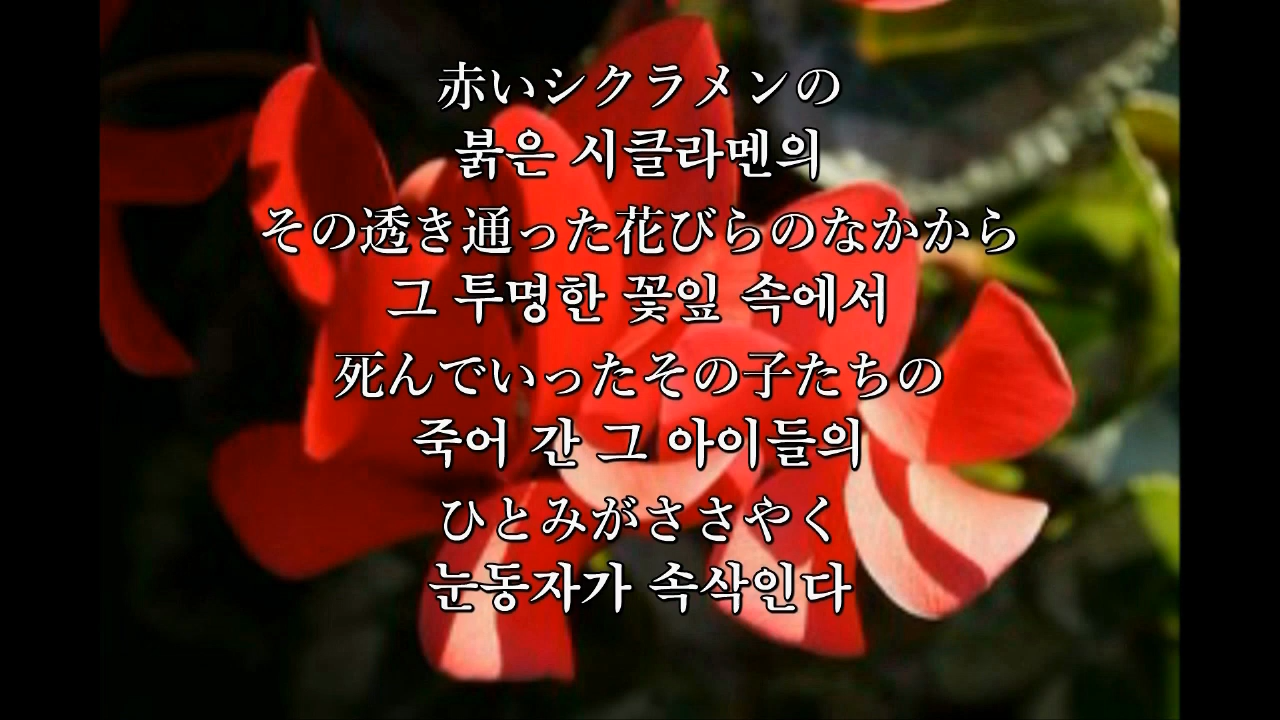 赤いシクラメンの
붉은 시클라멘의
その透き通った花びらのなかから
그 투명한 꽃잎 속에서
死んでいったその子たちの
죽어 간 그 아이들의
ひとみがささやく
눈동자가 속삭인다